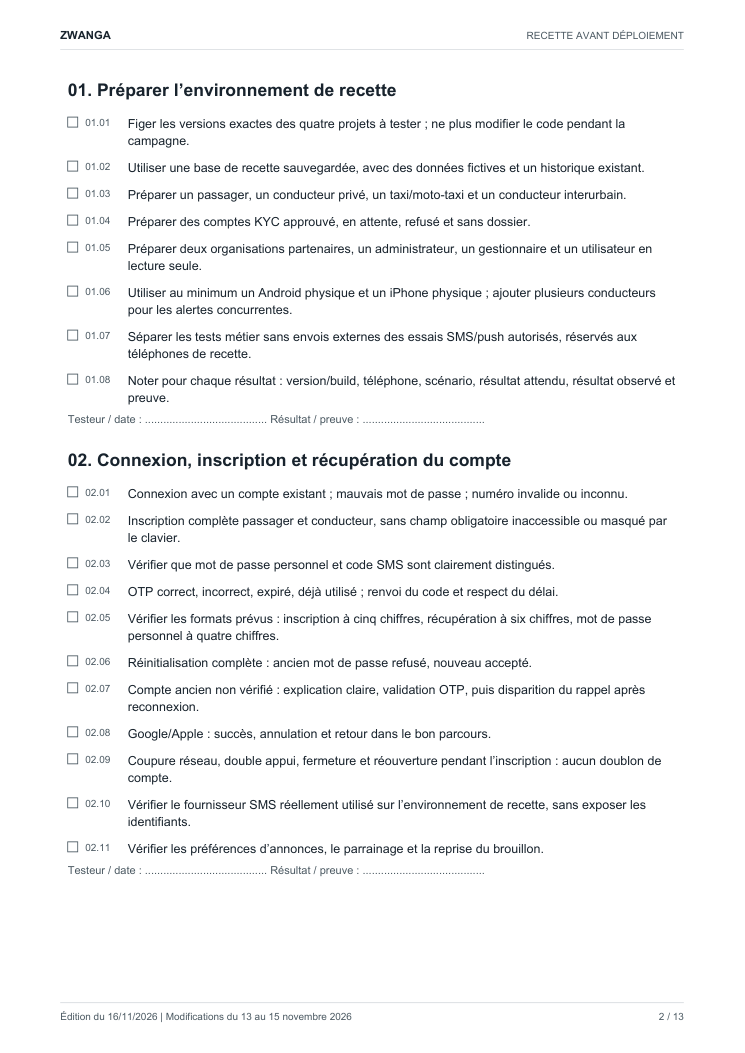 ZWANGA
RECETTE AVANT DÉPLOIEMENT
01. Préparer l’environnement de recette
01.01 Figer les versions exactes des quatre projets à tester ; ne plus modifier le code pendant la
campagne.
01.02 Utiliser une base de recette sauvegardée, avec des données fictives et un historique existant.
01.03 Préparer un passager, un conducteur privé, un taxi/moto-taxi et un conducteur interurbain.
01.04 Préparer des comptes KYC approuvé, en attente, refusé et sans dossier.
01.05 Préparer deux organisations partenaires, un administrateur, un gestionnaire et un utilisateur en
lecture seule.
01.06 Utiliser au minimum un Android physique et un iPhone physique ; ajouter plusieurs conducteurs
pour les alertes concurrentes.
01.07 Séparer les tests métier sans envois externes des essais SMS/push autorisés, réservés aux
téléphones de recette.
01.08 Noter pour chaque résultat : version/build, téléphone, scénario, résultat attendu, résultat observé et
preuve.
Testeur / date : ........................................ Résultat / preuve : ........................................
02. Connexion, inscription et récupération du compte
02.01 Connexion avec un compte existant ; mauvais mot de passe ; numéro invalide ou inconnu.
02.02 Inscription complète passager et conducteur, sans champ obligatoire inaccessible ou masqué par
le clavier.
02.03 Vérifier que mot de passe personnel et code SMS sont clairement distingués.
02.04 OTP correct, incorrect, expiré, déjà utilisé ; renvoi du code et respect du délai.
02.05 Vérifier les formats prévus : inscription à cinq chiffres, récupération à six chiffres, mot de passe
personnel à quatre chiffres.
02.06 Réinitialisation complète : ancien mot de passe refusé, nouveau accepté.
02.07 Compte ancien non vérifié : explication claire, validation OTP, puis disparition du rappel après
reconnexion.
02.08 Google/Apple : succès, annulation et retour dans le bon parcours.
02.09 Coupure réseau, double appui, fermeture et réouverture pendant l’inscription : aucun doublon de
compte.
02.10 Vérifier le fournisseur SMS réellement utilisé sur l’environnement de recette, sans exposer les
identifiants.
02.11 Vérifier les préférences d’annonces, le parrainage et la reprise du brouillon.
Testeur / date : ........................................ Résultat / preuve : ........................................
Édition du 16/11/2026 | Modifications du 13 au 15 novembre 2026
2 / 13